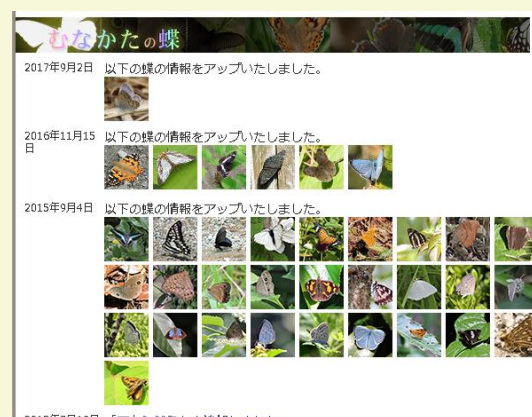 むなかたの蝶
2017年9月2日 以下の蝶の情報をアップいたしました。
2016年11月15日 以下の蝶の情報をアップいたしました。
2015年9月4日 以下の蝶の情報をアップいたしました。